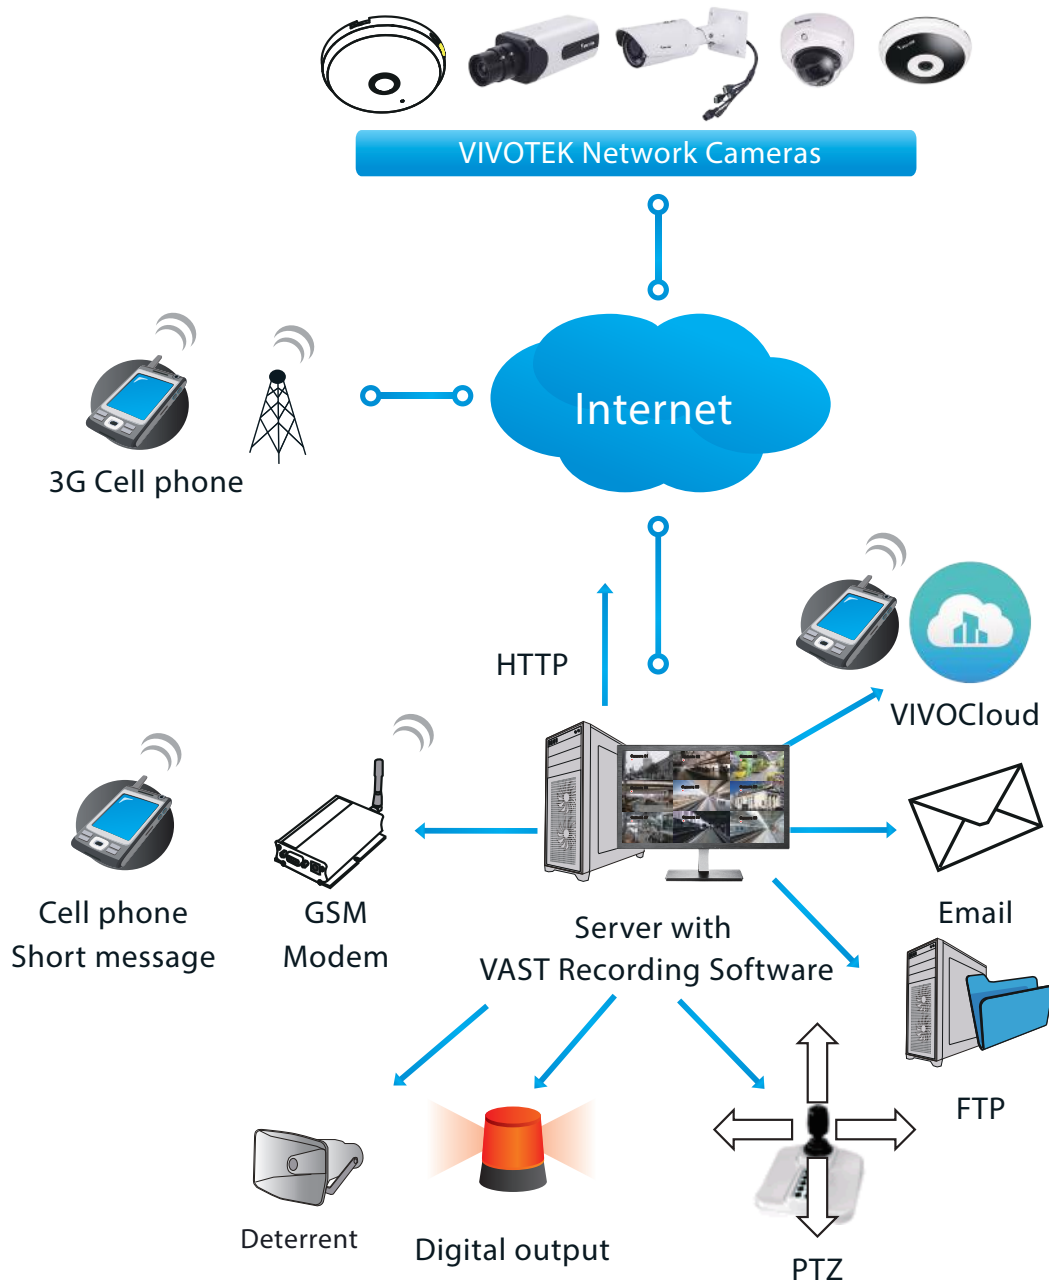 VIVOTEK Network Cameras
Internet
3G Cell phone
HTTP
VIVOCloud
Cell phone
Short message
GSM
Modem
Server with
VAST Recording Software
Email
FTP
Deterrent
Digital output
PTZ